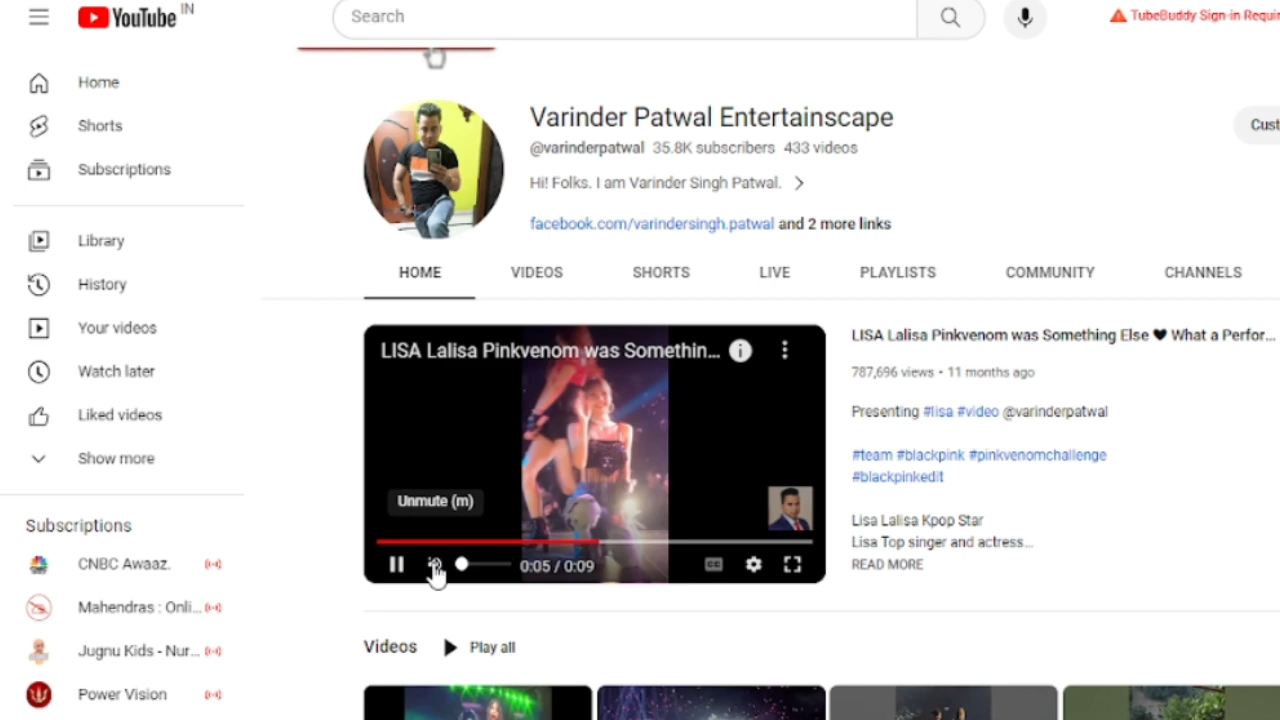 YouTube IN
Search
TubeBuddy Sign-in Requir
Home
Shorts
Subscriptions
Library
History
Your videos
Watch later
Liked videos
Show more
Subscriptions
CNBC Awaaz.
Mahendras : Onli...
Jugnu Kids - Nur...
Power Vision
Varinder Patwal Entertainscape
@varinderpatwal 35.8K subscribers 433 videos
Hi! Folks. I am Varinder Singh Patwal.
facebook.com/varindersingh.patwal and 2 more links
Cust
HOME VIDEOS SHORTS LIVE PLAYLISTS COMMUNITY CHANNELS
LISA Lalisa Pinkvenom was Somethin...
Unmute (m)
0:05 / 0:09
CC
LISA Lalisa Pinkvenom was Something Else ❤ What a Perfor...
787,696 views • 11 months ago
Presenting #lisa #video @varinderpatwal
#team #blackpink #pinkvenomchallenge
#blackpinkedit
Lisa Lalisa Kpop Star
Lisa Top singer and actress...
READ MORE
Videos Play all